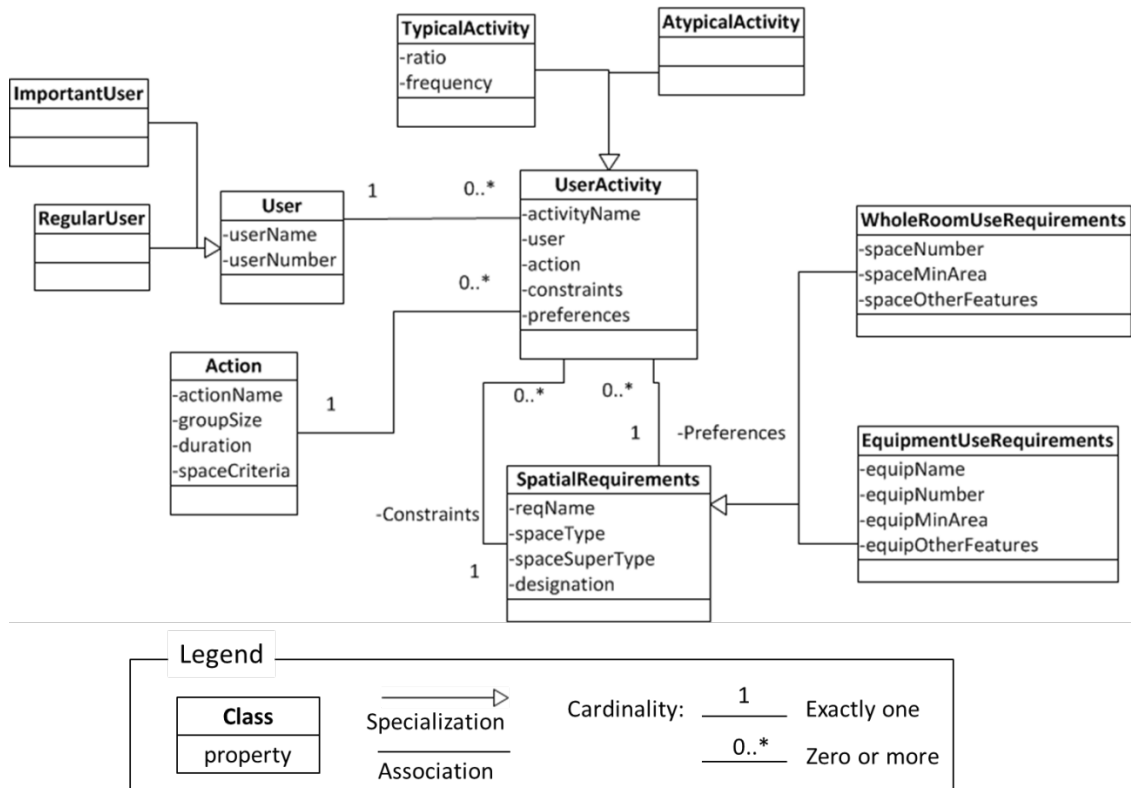 TypicalActivity
-ratio
-frequency
AtypicalActivity
ImportantUser
RegularUser
User
-userName
-userNumber
1
0..*
UserActivity
-activityName
-user
-action
-constraints
-preferences
0..*
Action
-actionName
-groupSize
-duration
-spaceCriteria
1
0..*
0..*
1
-Preferences
-Constraints
1
SpatialRequirements
-reqName
-spaceType
-spaceSuperType
-designation
WholeRoomUseRequirements
-spaceNumber
-spaceMinArea
-spaceOtherFeatures
EquipmentUseRequirements
-equipName
-equipNumber
-equipMinArea
-equipOtherFeatures
Legend
Class
property
Specialization
Association
Cardinality:
1
Exactly one
0..*
Zero or more